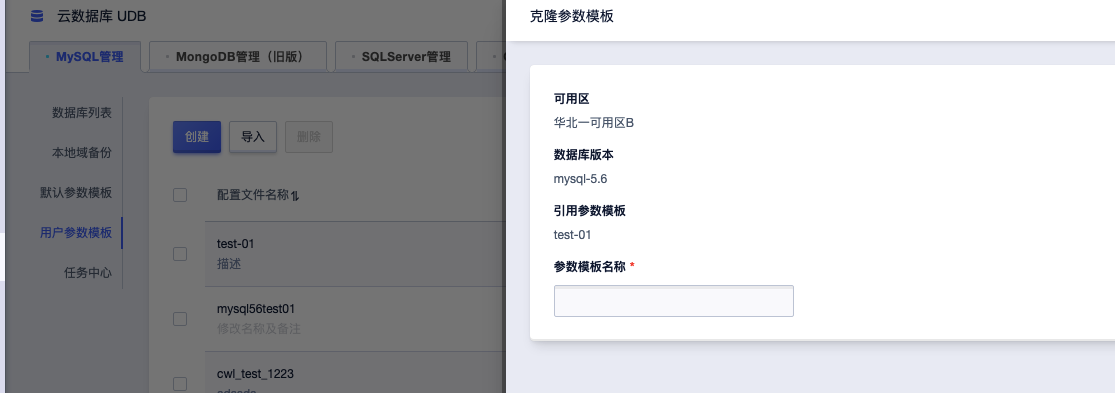 云数据库 UDB
MySQL管理
MongoDB管理（旧版）
SQLServer管理
数据库列表
本地域备份
默认参数模板
用户参数模板
任务中心
创建
导入
删除
配置文件名称
test-01
描述
mysql56test01
修改名称及备注
cwl_test_1223
克隆参数模板
可用区
华北一可用区B
数据库版本
mysql-5.6
引用参数模板
test-01
参数模板名称 *